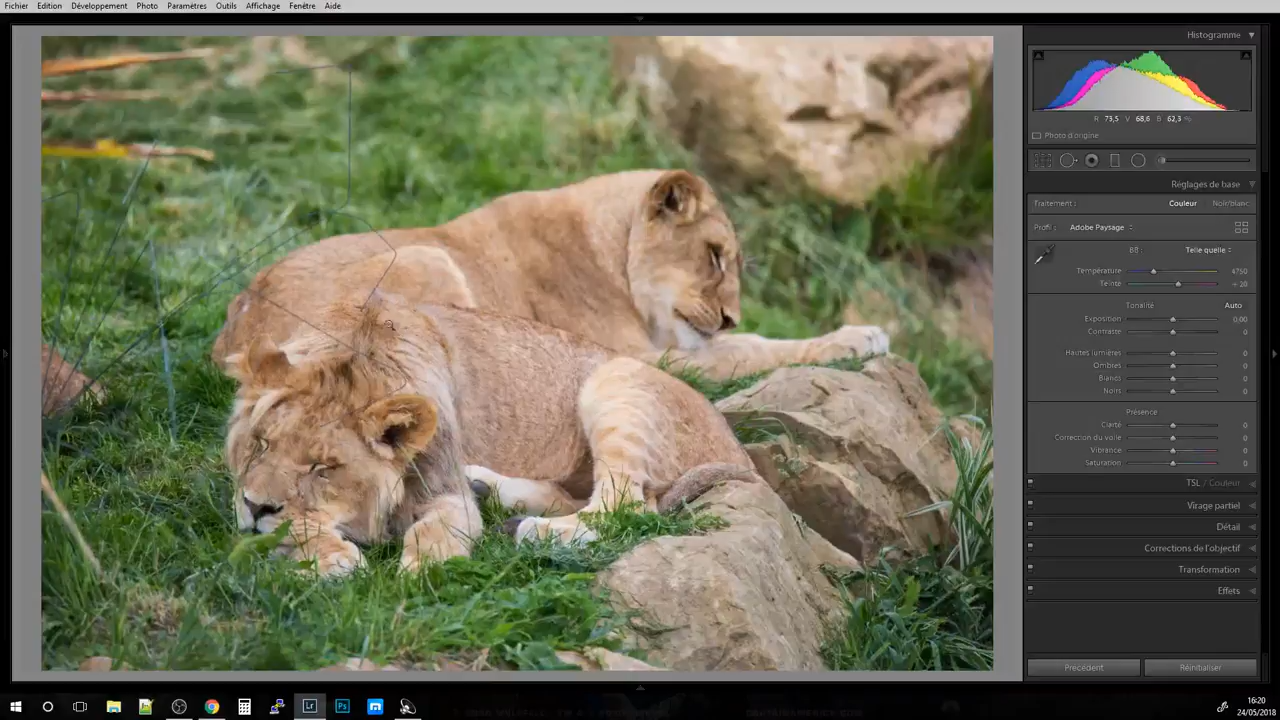 Fichier Edition Développement Photo Paramètres Outils Affichage Fenêtre Aide
Histogramme
R 73,5 V 68,6 B 62,3 %
Photo d'origine
Réglages de base
Traitement : Couleur Noir/blanc
Profil : Adobe Paysage
BB : Telle quelle
Température 4750
Teinte + 20
Tonalité Auto
Exposition 0,00
Contraste 0
Hautes lumières 0
Ombres 0
Blancs 0
Noirs 0
Présence
Clarté 0
Correction du voile 0
Vibrance 0
Saturation 0
TSL / Couleur
Virage partiel
Détail
Corrections de l'objectif
Transformation
Effets
Précédent Réinitialiser
Lr Ps
16:20
24/05/2018